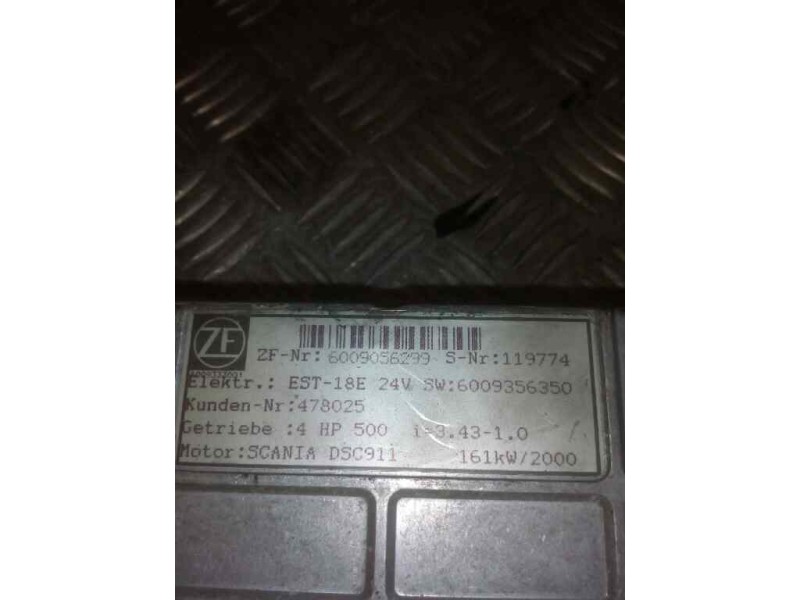 ZF
ZF-Nr:6009056299 S-Nr:119774
Elektr.: EST-18E 24V SW:6009356350
Kunden-Nr:478025
Getriebe :4 HP 500 i-3.43-1.0
Motor:SCANIA DSC911 161kW/2000